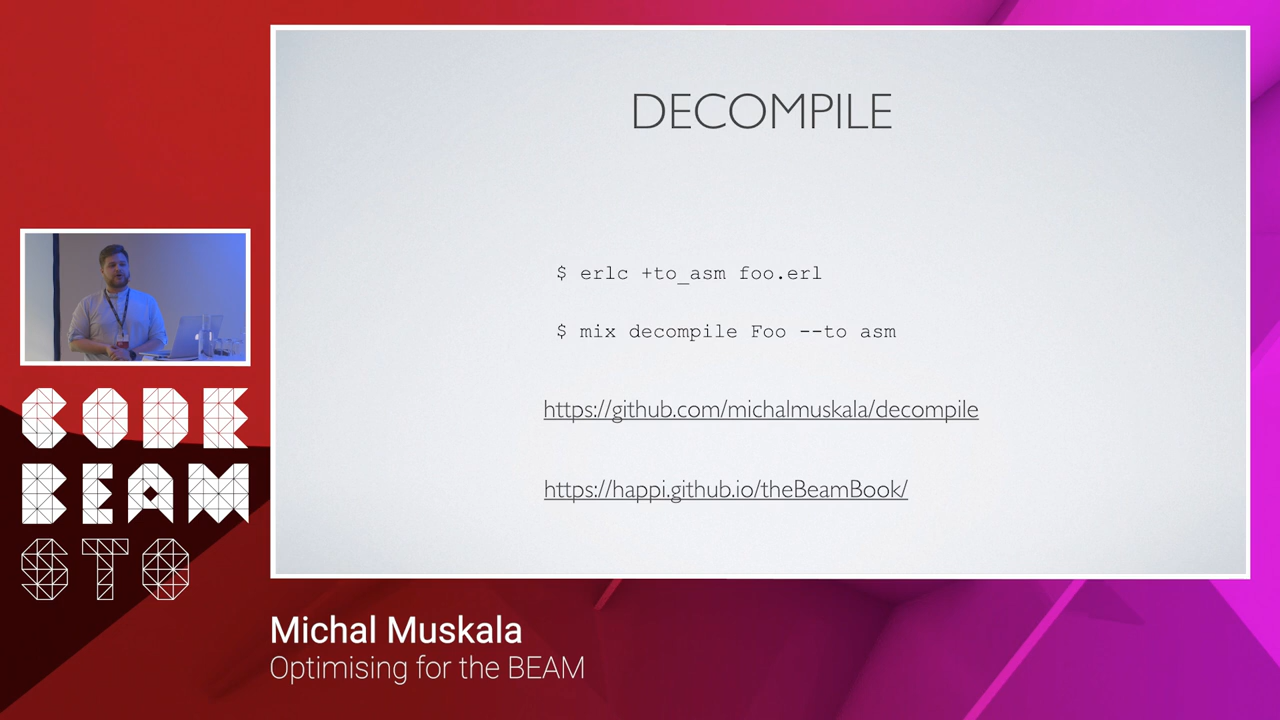 DECOMPILE
$ erlc +to_asm foo.erl
$ mix decompile Foo --to asm
https://github.com/michalmuskala/decompile
https://happi.github.io/theBeamBook/
CODE
BEAM
STO
Michal Muskala
Optimising for the BEAM